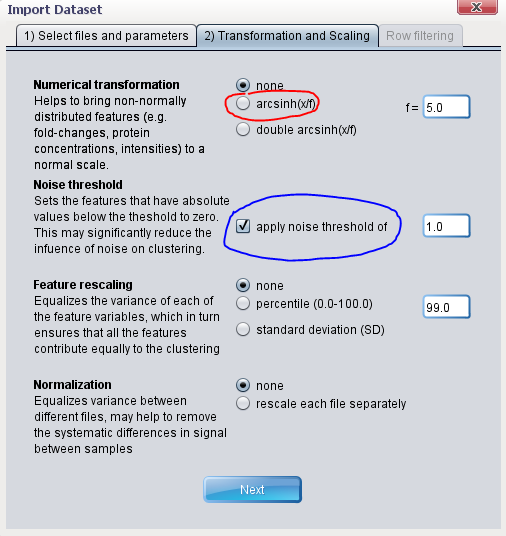 Import Dataset
x
1) Select files and parameters
2) Transformation and Scaling
Row filtering
Numerical transformation
Helps to bring non-normally
distributed features (e.g.
fold-changes, protein
concentrations, intensities) to a
normal scale.
none
arcsinh(x/f)
double arcsinh(x/f)
f= 5.0
Noise threshold
Sets the features that have absolute
values below the theshold to zero.
This may significantly reduce the
infuence of noise on clustering.
apply noise threshold of
1.0
Feature rescaling
Equalizes the variance of each of
the feature variables, which in turn
ensures that all the features
contribute equally to the clustering
none
percentile (0.0-100.0)
standard deviation (SD)
99.0
Normalization
Equalizes variance between
different files, may help to remove
the systematic differences in signal
between samples
none
rescale each file separately
Next